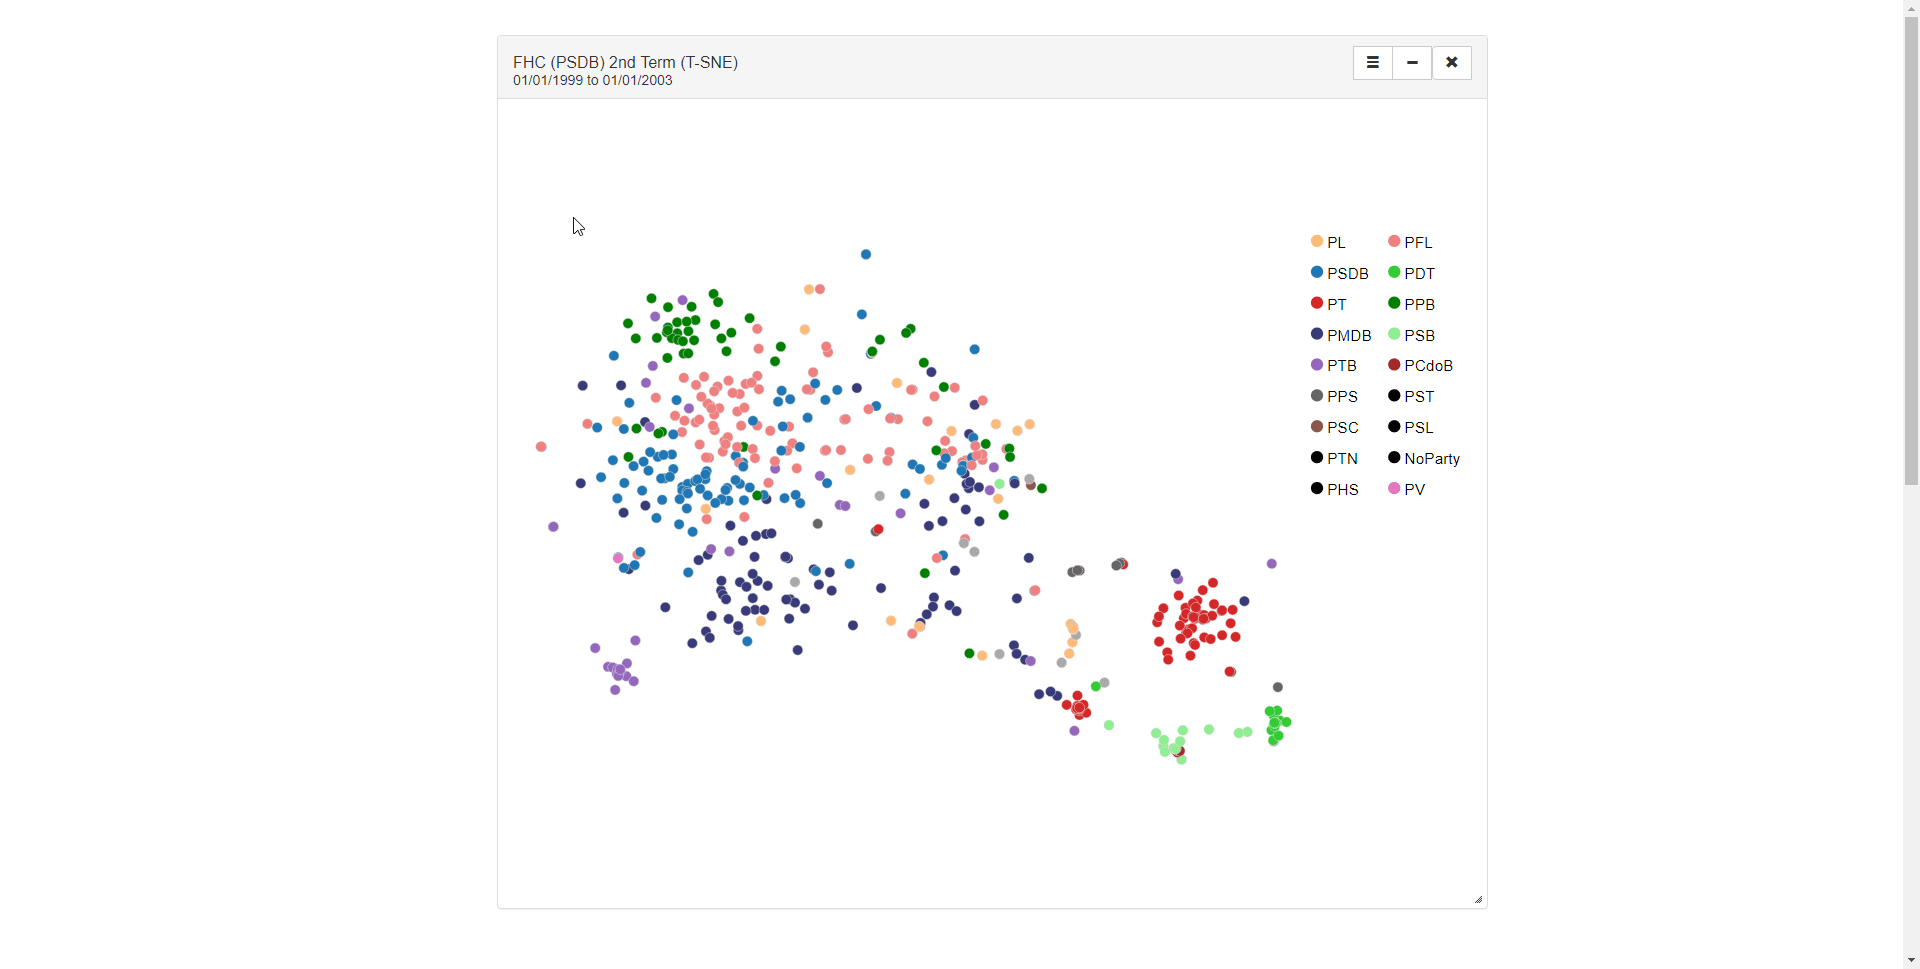 FHC (PSDB) 2nd Term (T-SNE)
01/01/1999 to 01/01/2003
PL PFL
PSDB PDT
PT PPB
PMDB PSB
PTB PCdoB
PPS PST
PSC PSL
PTN NoParty
PHS PV